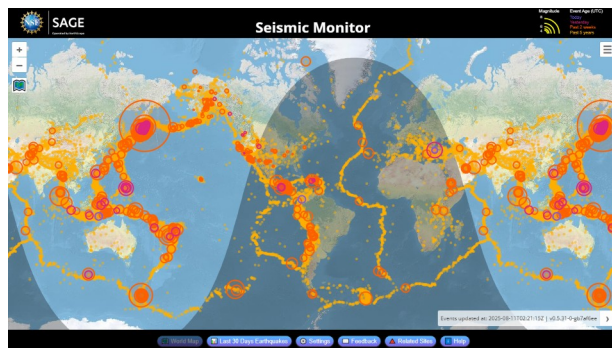 NSF
SAGE
Seismic Monitor
Magnitude
Event Age (UTC)
Today
Yesterday
Past 2 weeks
Past 5 years
+
−
World Map
Last 30 Days Earthquakes
Settings
Feedback
Related Sites
Help